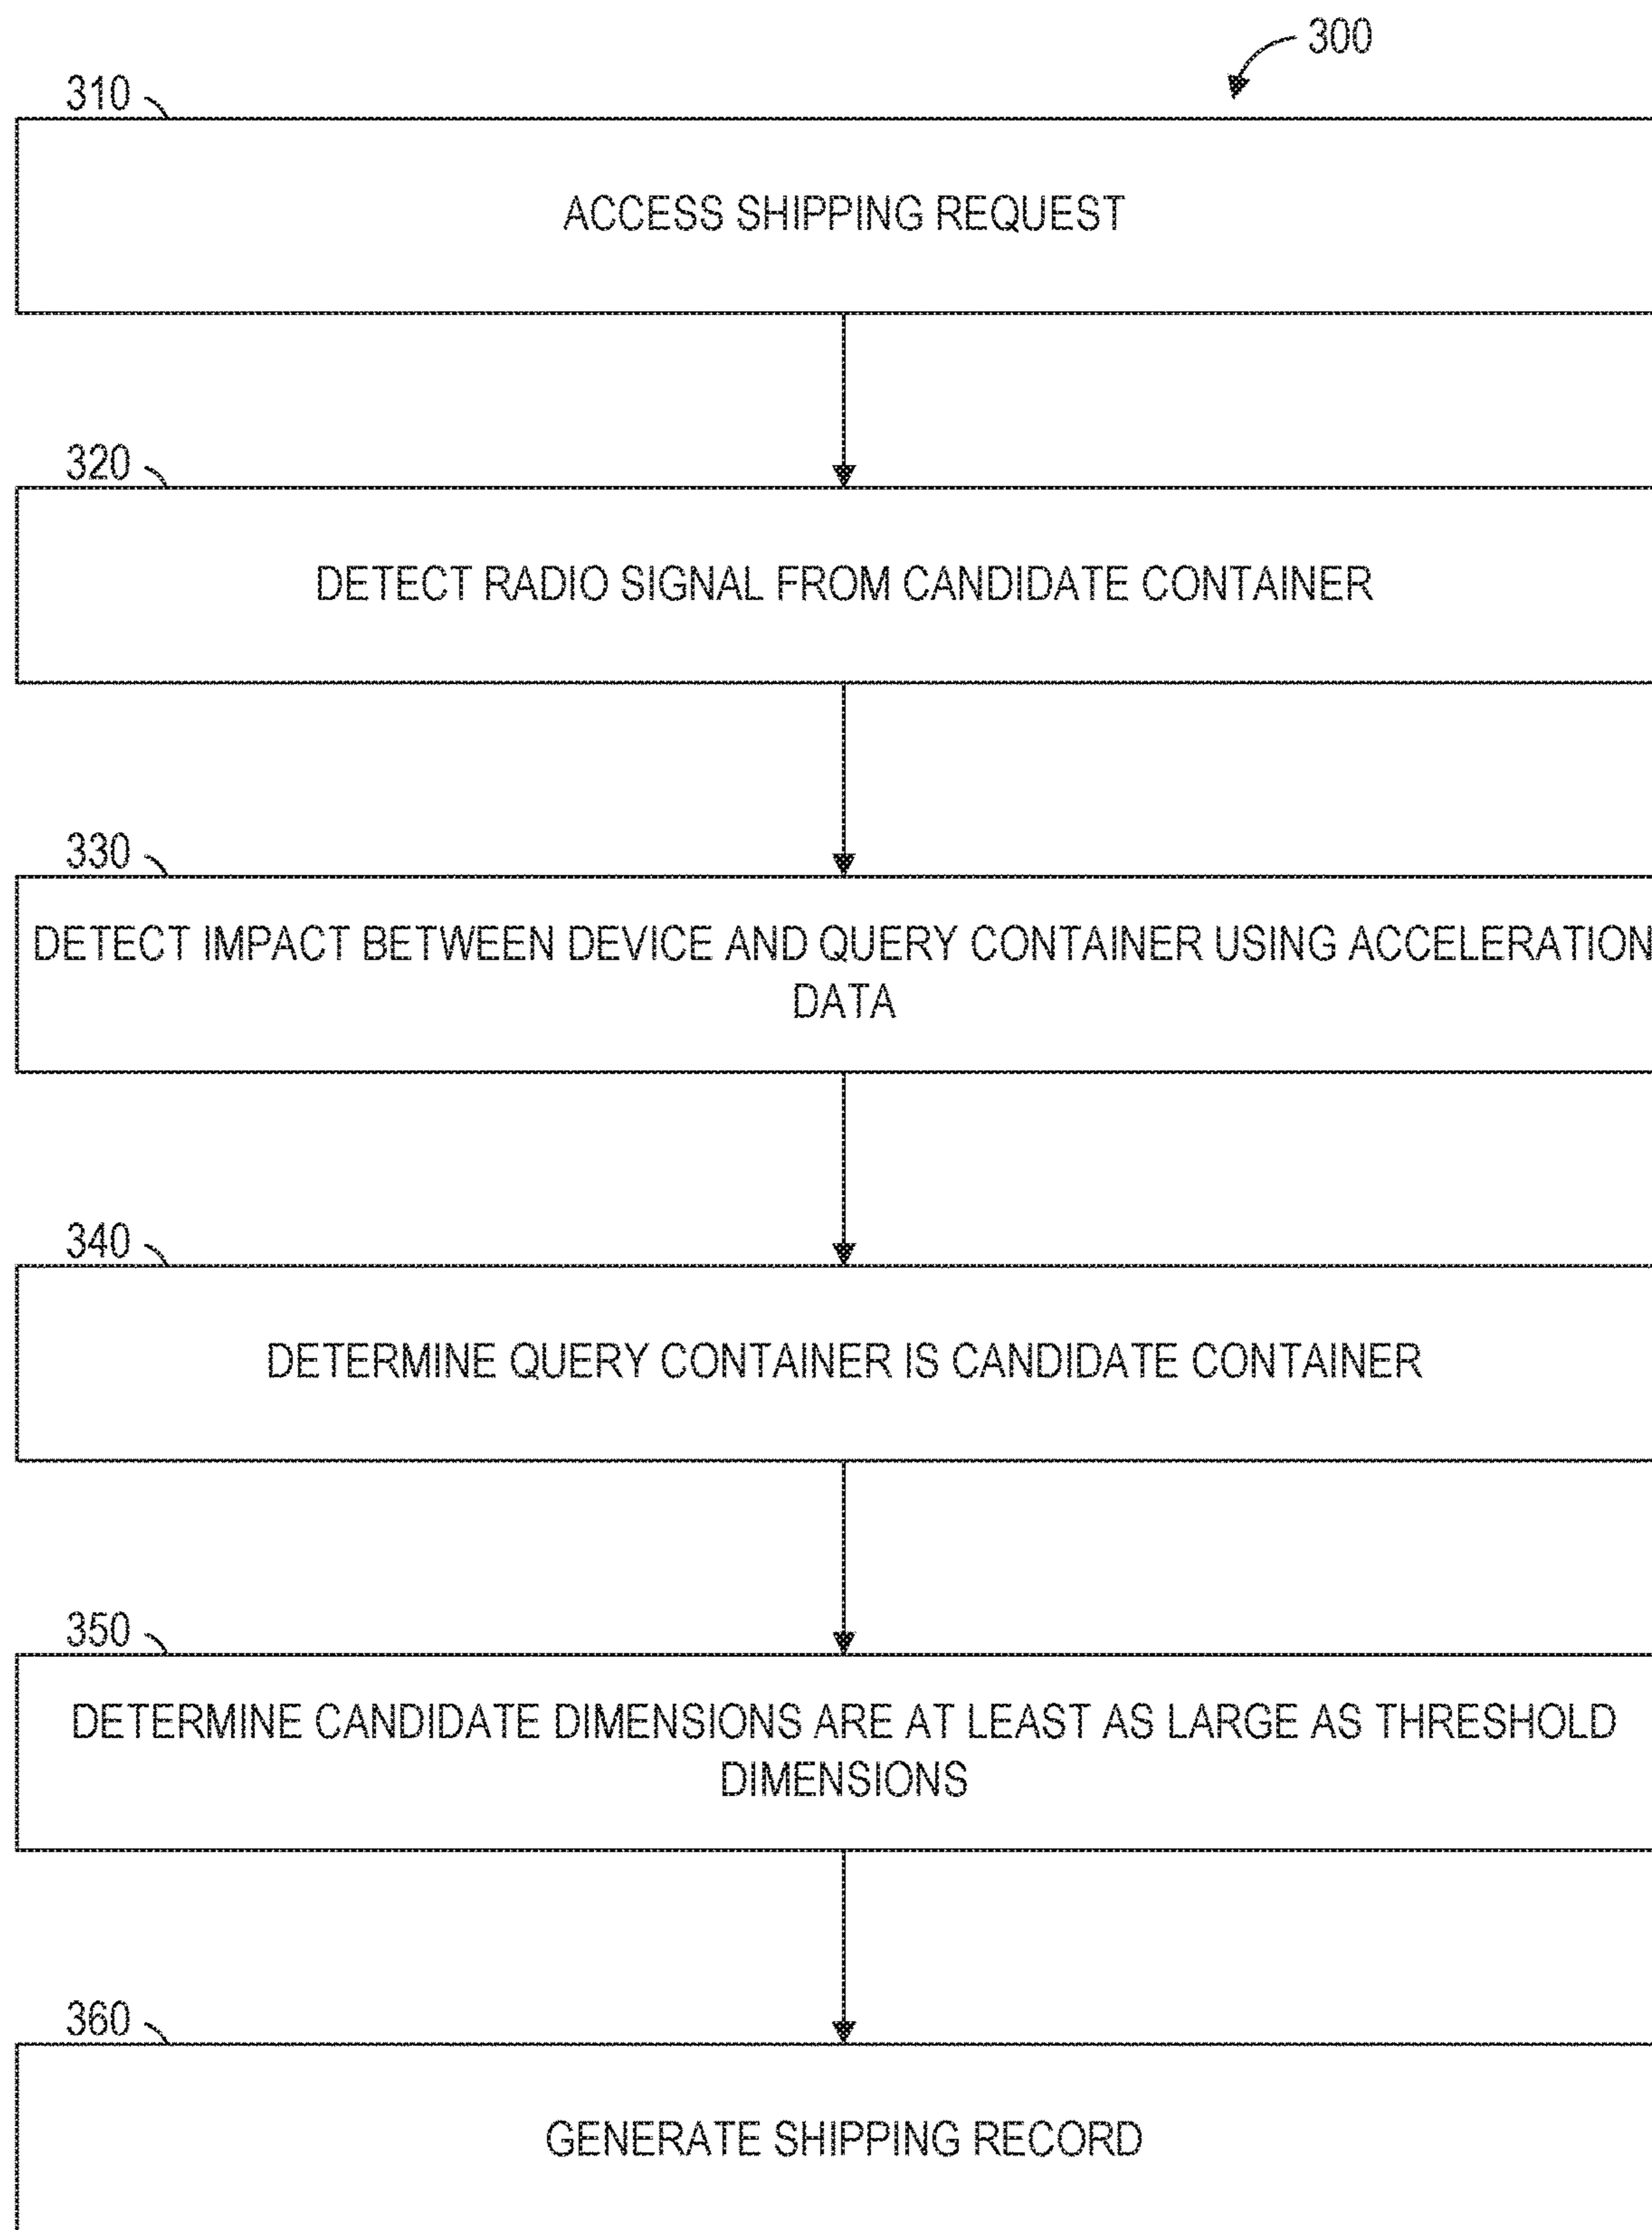 300
310
ACCESS SHIPPING REQUEST
320
DETECT RADIO SIGNAL FROM CANDIDATE CONTAINER
330
DETECT IMPACT BETWEEN DEVICE AND QUERY CONTAINER USING ACCELERATION
DATA
340
DETERMINE QUERY CONTAINER IS CANDIDATE CONTAINER
350
DETERMINE CANDIDATE DIMENSIONS ARE AT LEAST AS LARGE AS THRESHOLD
DIMENSIONS
360
GENERATE SHIPPING RECORD